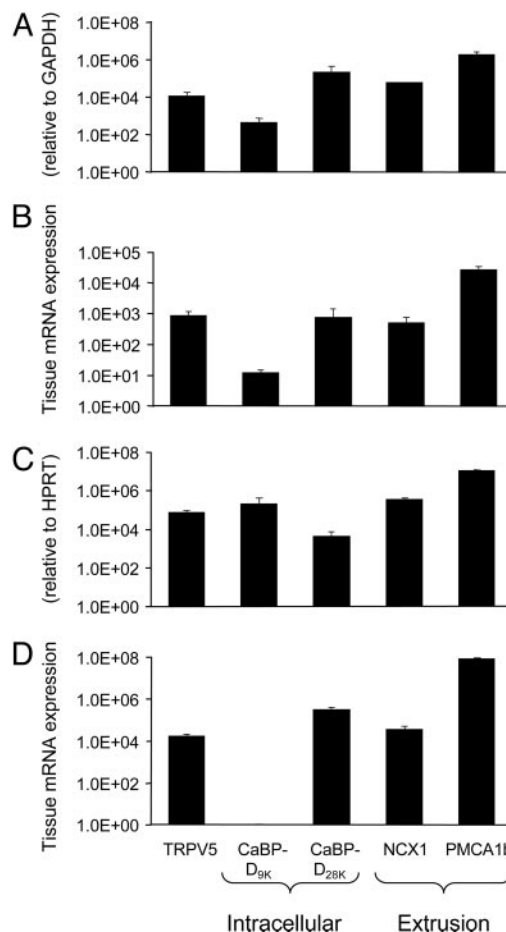 A
(relative to GAPDH)
1.0E+08
1.0E+06
1.0E+04
1.0E+02
1.0E+00
B
Tissue mRNA expression
1.0E+05
1.0E+04
1.0E+03
1.0E+02
1.0E+01
1.0E+00
C
(relative to HPRT)
1.0E+08
1.0E+06
1.0E+04
1.0E+02
1.0E+00
D
Tissue mRNA expression
1.0E+08
1.0E+06
1.0E+04
1.0E+02
1.0E+00
TRPV5 CaBP- CaBP- NCX1 PMCA1b
D9K D28K
Intracellular Extrusion